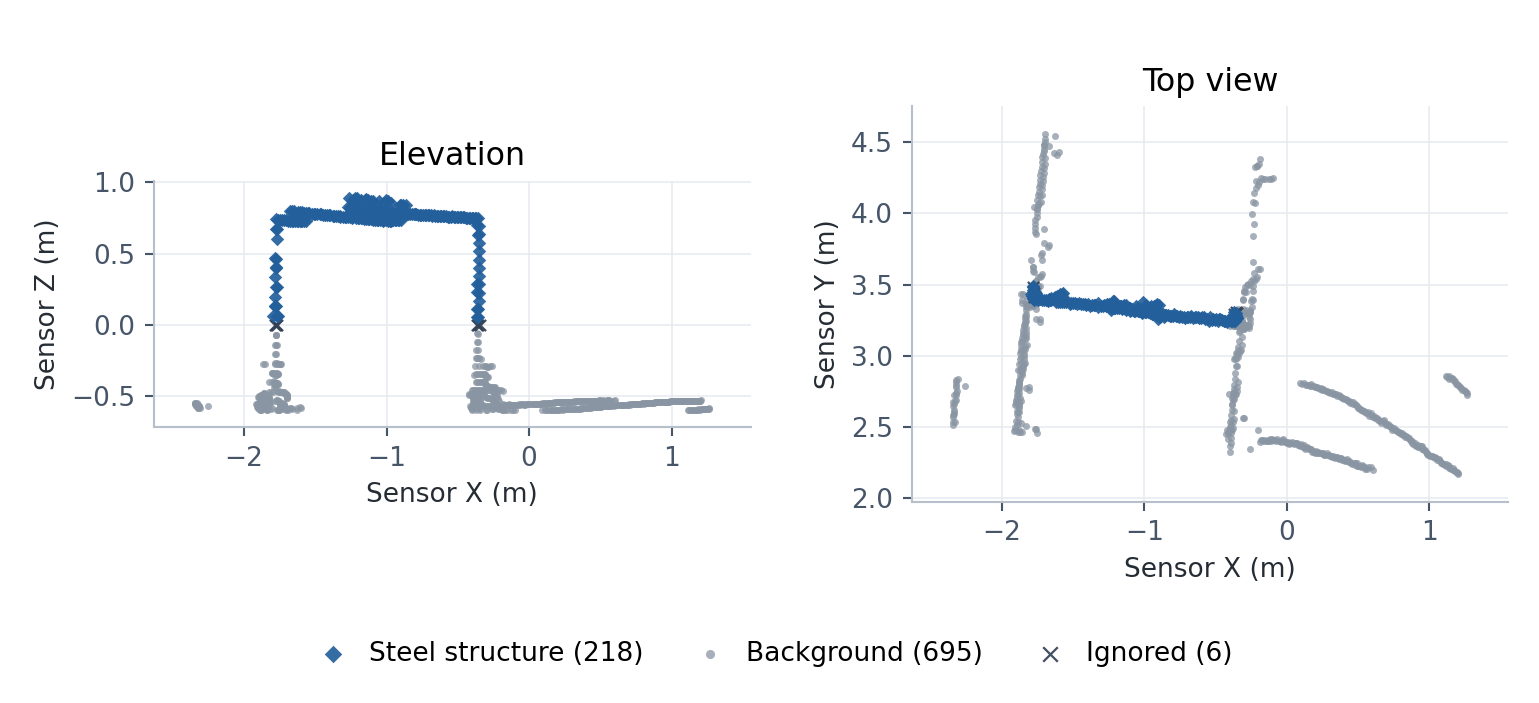 Elevation
Sensor Z (m)
1.0
0.5
0.0
−0.5
−2
−1
0
1
Sensor X (m)
Top view
Sensor Y (m)
4.5
4.0
3.5
3.0
2.5
2.0
−2
−1
0
1
Sensor X (m)
Steel structure (218)
Background (695)
Ignored (6)